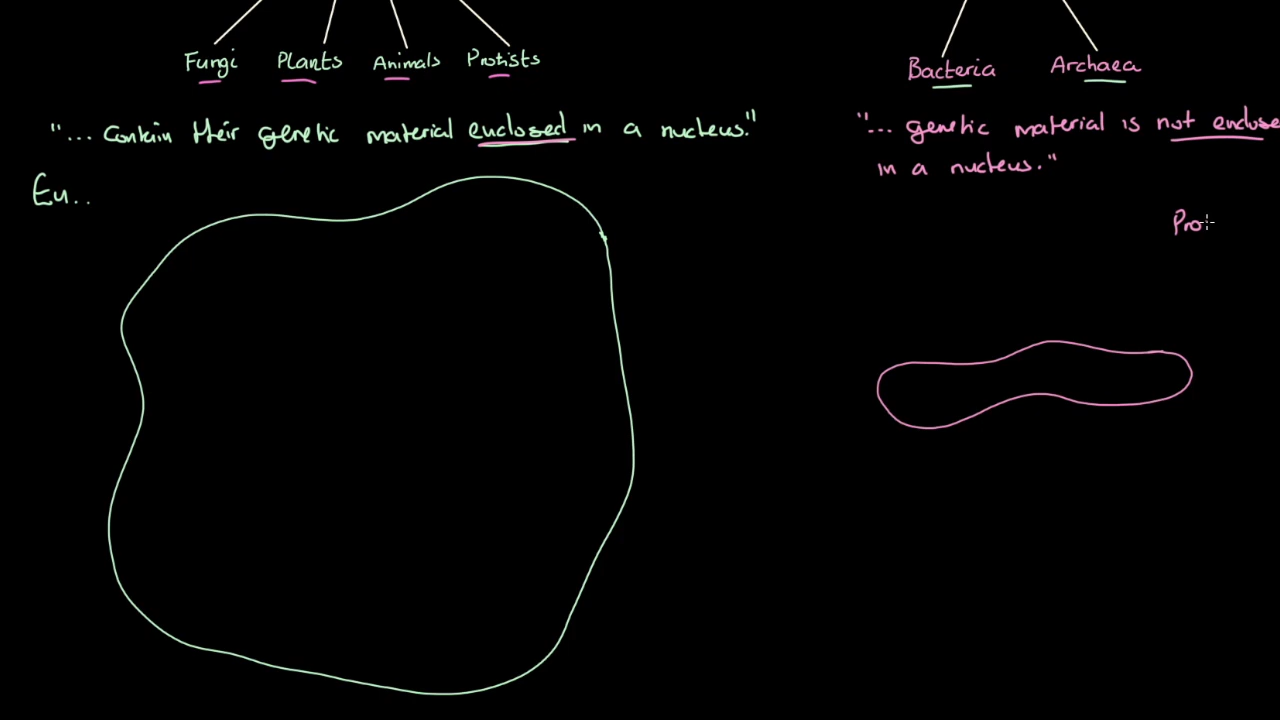 Fungi Plants Animals Protists
Bacteria Archaea
"... Contain their genetic material enclosed in a nucleus."
"... genetic material is not enclose
in a nucleus."
Eu..
Pro